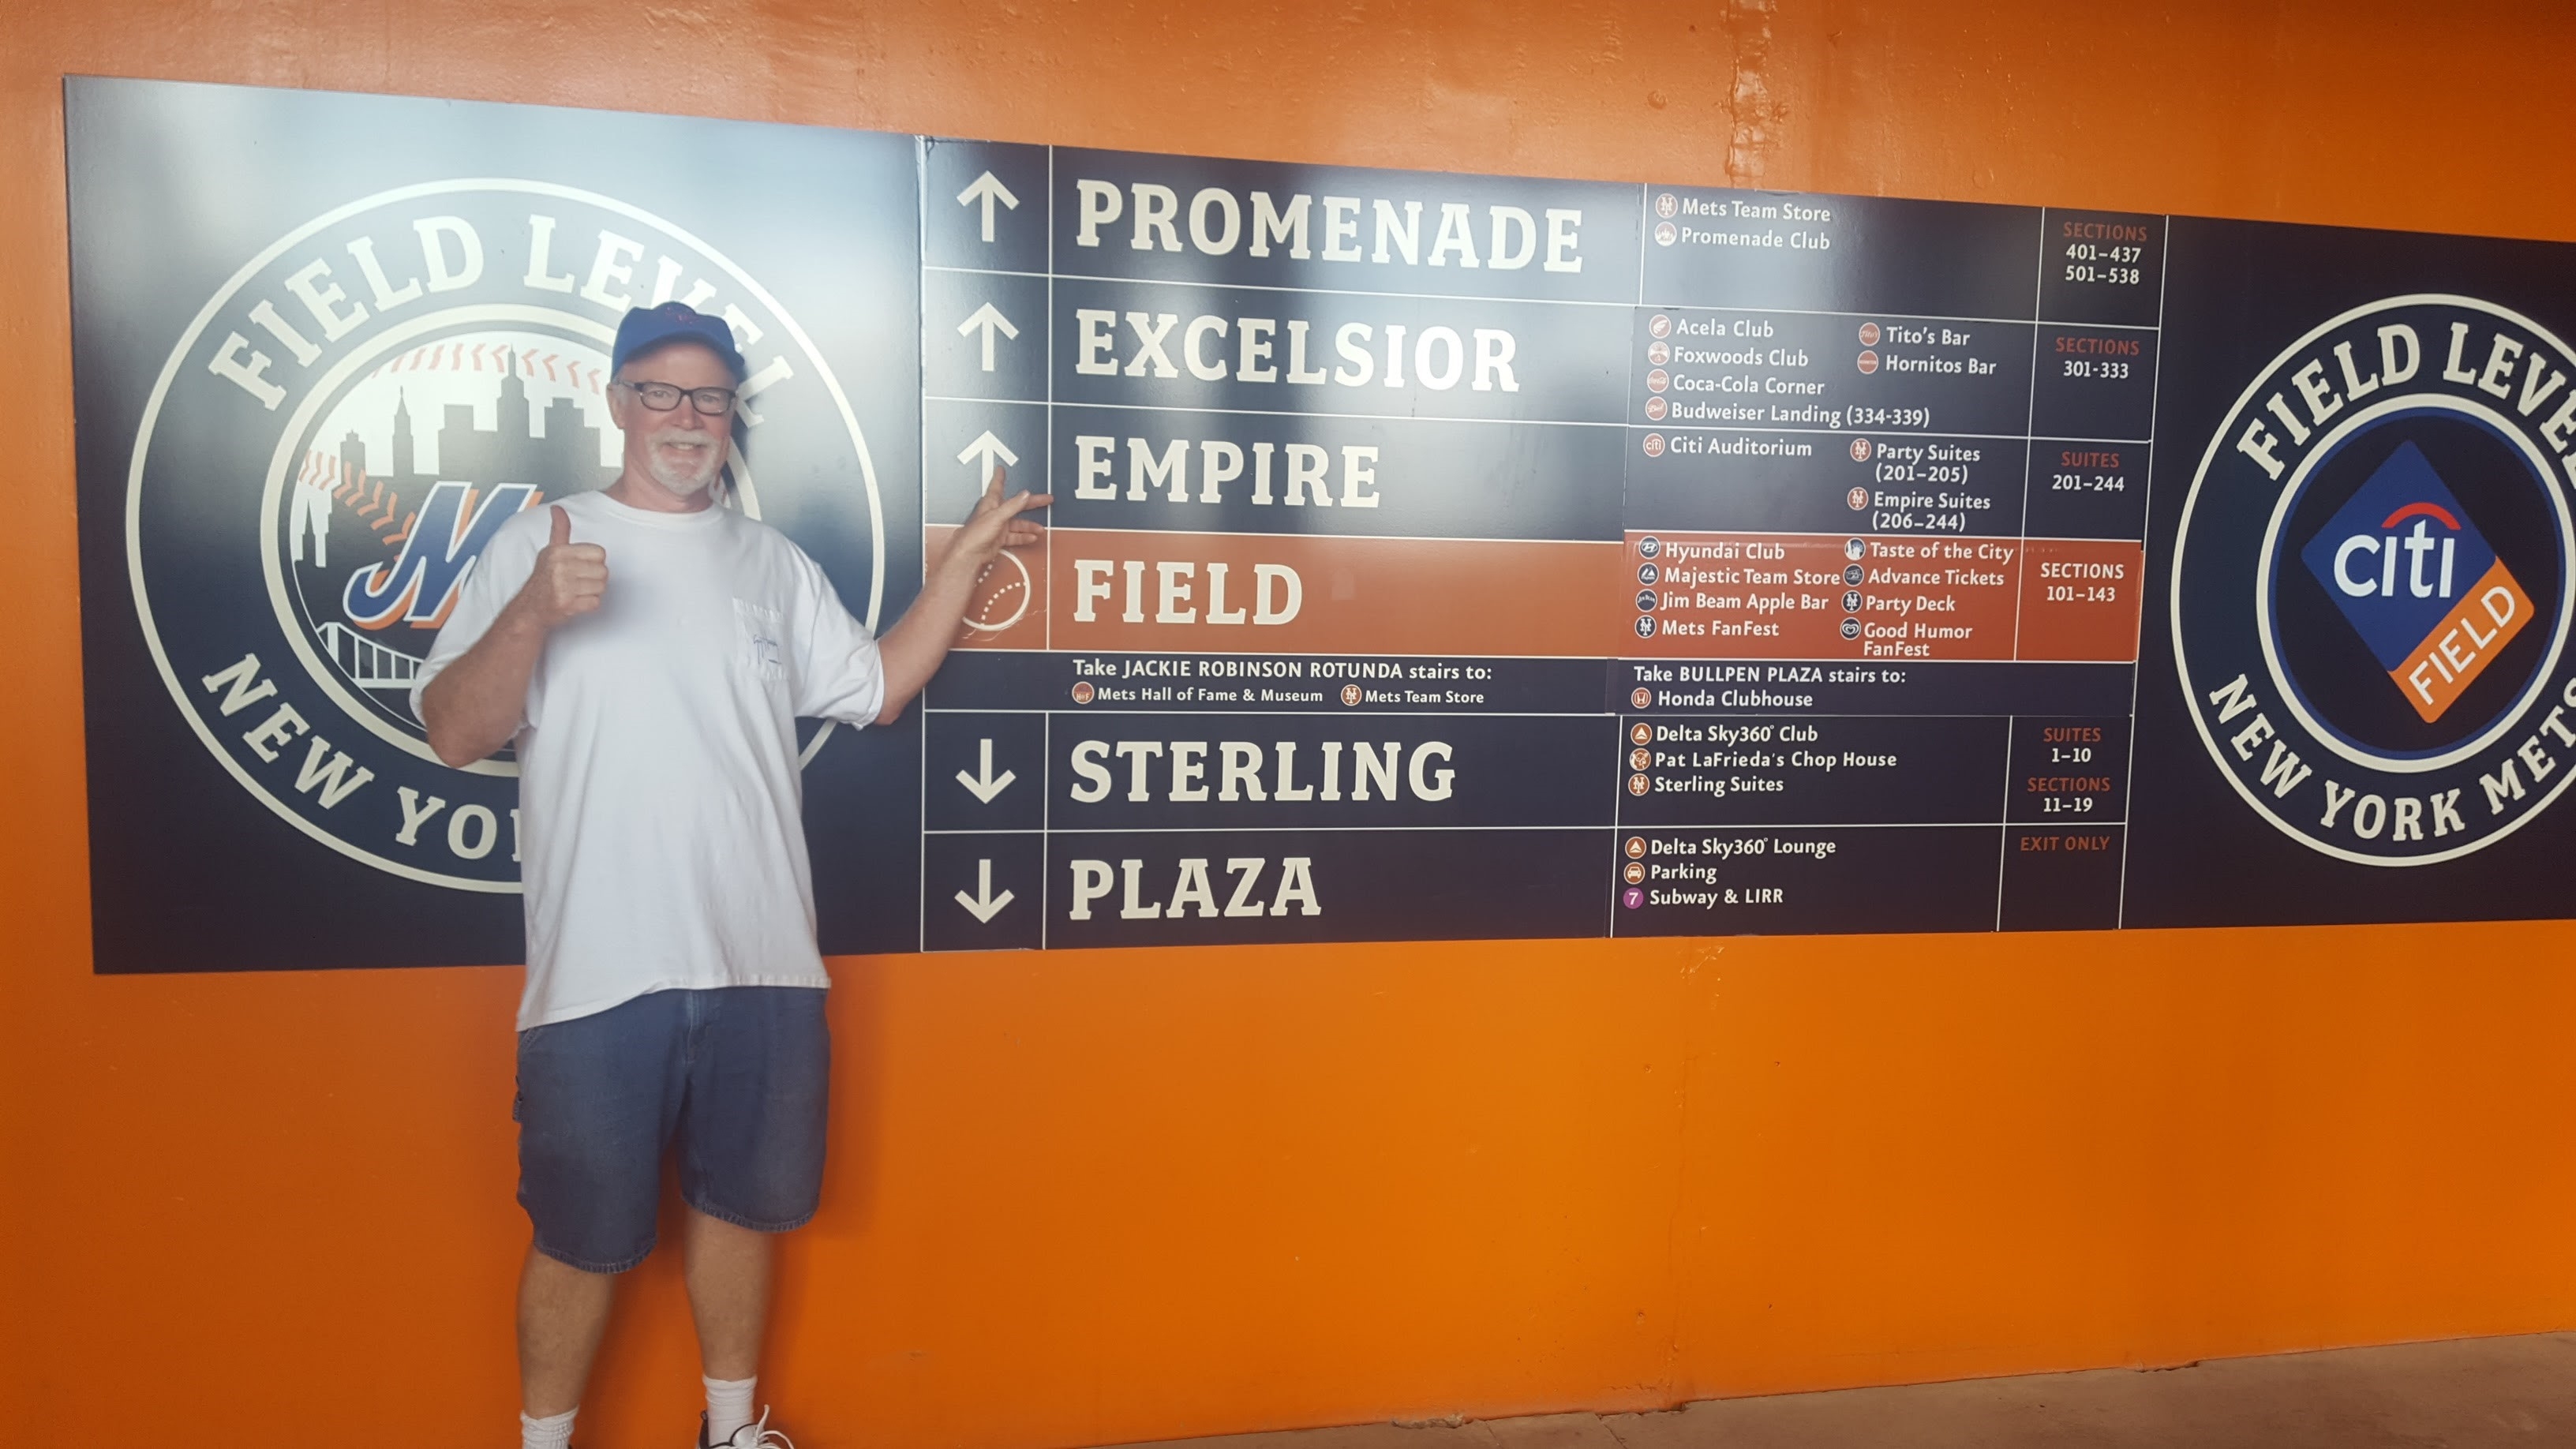 FIELD LEVEL
NEW YO
PROMENADE
Mets Team Store
Promenade Club
SECTIONS
401–437
501–538
EXCELSIOR
Acela Club
Foxwoods Club
Coca-Cola Corner
Budweiser Landing (334-339)
Tito's Bar
Hornitos Bar
SECTIONS
301-333
EMPIRE
citi Citi Auditorium
Party Suites
(201–205)
Empire Suites
(206–244)
SUITES
201–244
FIELD
Hyundai Club
Majestic Team Store
Jim Beam Apple Bar
Mets FanFest
Taste of the City
Advance Tickets
Party Deck
Good Humor
FanFest
SECTIONS
101–143
Take JACKIE ROBINSON ROTUNDA stairs to:
Mets Hall of Fame & Museum
Mets Team Store
Take BULLPEN PLAZA stairs to:
Honda Clubhouse
STERLING
Delta Sky360° Club
Pat LaFrieda's Chop House
Sterling Suites
SUITES
1–10
SECTIONS
11–19
PLAZA
Delta Sky360° Lounge
Parking
7 Subway & LIRR
EXIT ONLY
FIELD LEVE
citi
FIELD
NEW YORK METS